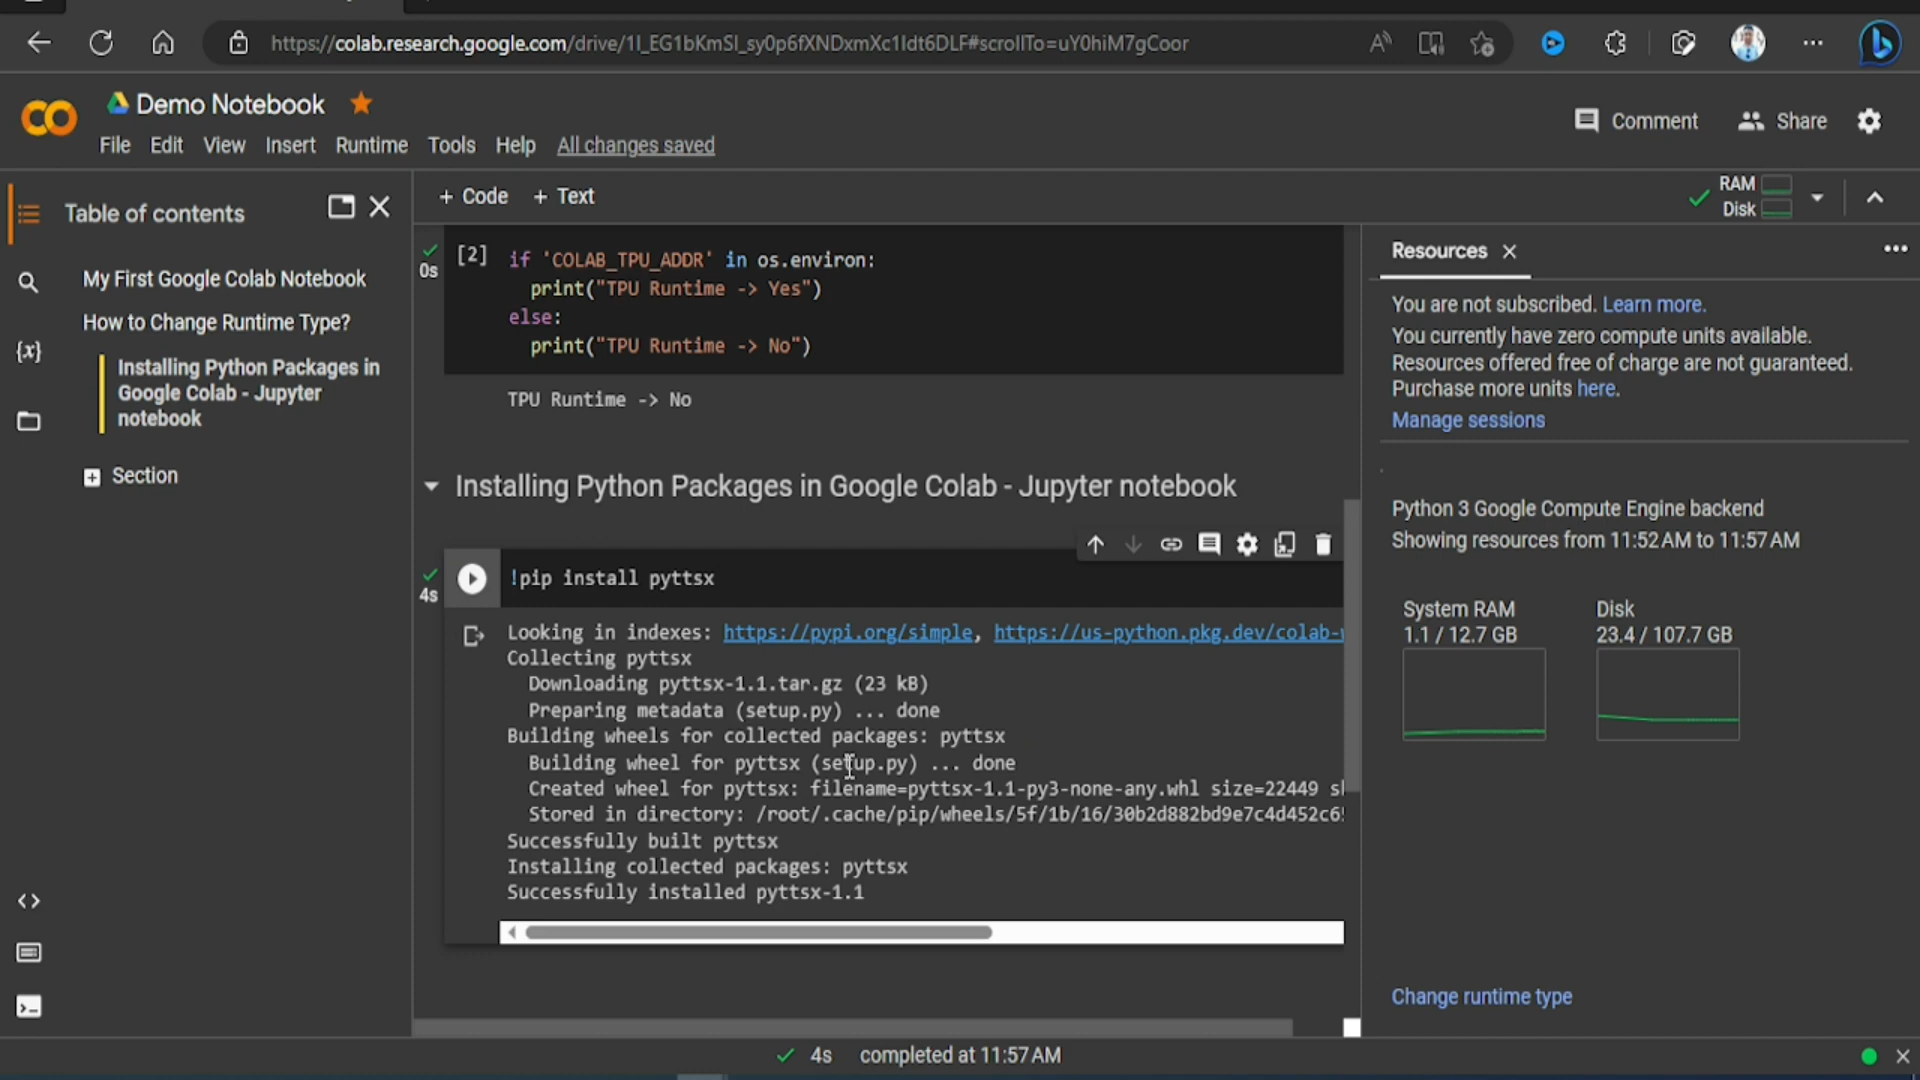 https://colab.research.google.com/drive/1l_EG1bKmSl_sy0p6fXNDxmXc1ldt6DLF#scrollTo=uY0hiM7gCoor
Demo Notebook
File Edit View Insert Runtime Tools Help All changes saved
Comment Share
Table of contents
My First Google Colab Notebook
How to Change Runtime Type?
Installing Python Packages in
Google Colab - Jupyter
notebook
Section
+ Code + Text
RAM
Disk
0s [2] if 'COLAB_TPU_ADDR' in os.environ:
print("TPU Runtime -> Yes")
else:
print("TPU Runtime -> No")
TPU Runtime -> No
Installing Python Packages in Google Colab - Jupyter notebook
4s !pip install pyttsx
Looking in indexes: https://pypi.org/simple, https://us-python.pkg.dev/colab-
Collecting pyttsx
Downloading pyttsx-1.1.tar.gz (23 kB)
Preparing metadata (setup.py) ... done
Building wheels for collected packages: pyttsx
Building wheel for pyttsx (setup.py) ... done
Created wheel for pyttsx: filename=pyttsx-1.1-py3-none-any.whl size=22449
Stored in directory: /root/.cache/pip/wheels/5f/1b/16/30b2d882bd9e7c4d452c6
Successfully built pyttsx
Installing collected packages: pyttsx
Successfully installed pyttsx-1.1
Resources
You are not subscribed. Learn more.
You currently have zero compute units available.
Resources offered free of charge are not guaranteed.
Purchase more units here.
Manage sessions
Python 3 Google Compute Engine backend
Showing resources from 11:52 AM to 11:57 AM
System RAM
1.1 / 12.7 GB
Disk
23.4 / 107.7 GB
Change runtime type
4s completed at 11:57 AM